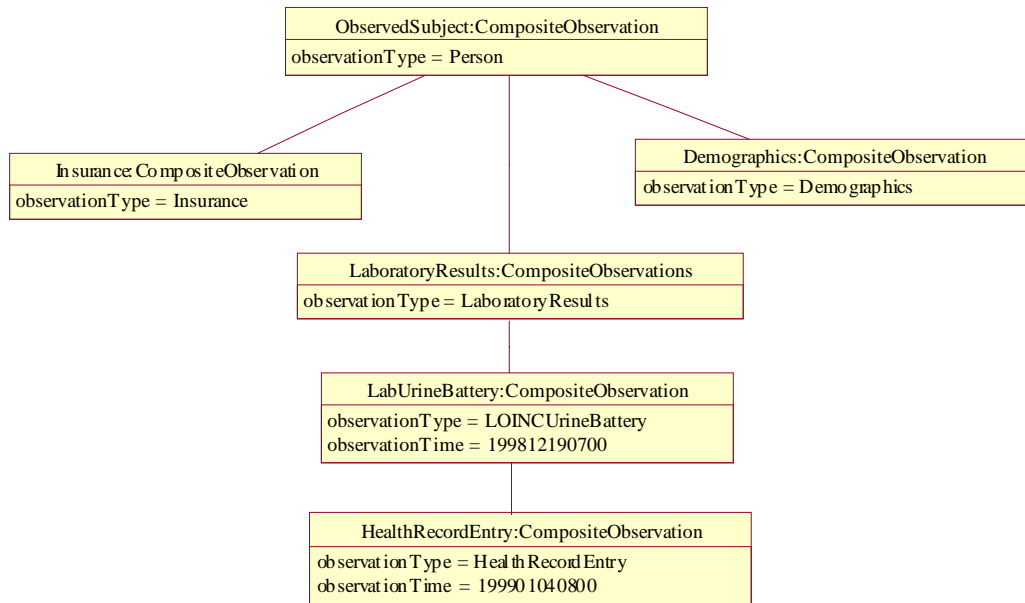 ObservedSubject:CompositeObservation
observationType = Person
Insurance:CompositeObservation
observationType = Insurance
Demographics:CompositeObservation
observationType = Demographics
LaboratoryResults:CompositeObservations
observationType = LaboratoryResults
LabUrineBattery:CompositeObservation
observationType = LOINCUrineBattery
observationTime = 199812190700
HealthRecordEntry:CompositeObservation
observationType = HealthRecordEntry
observationTime = 199901040800